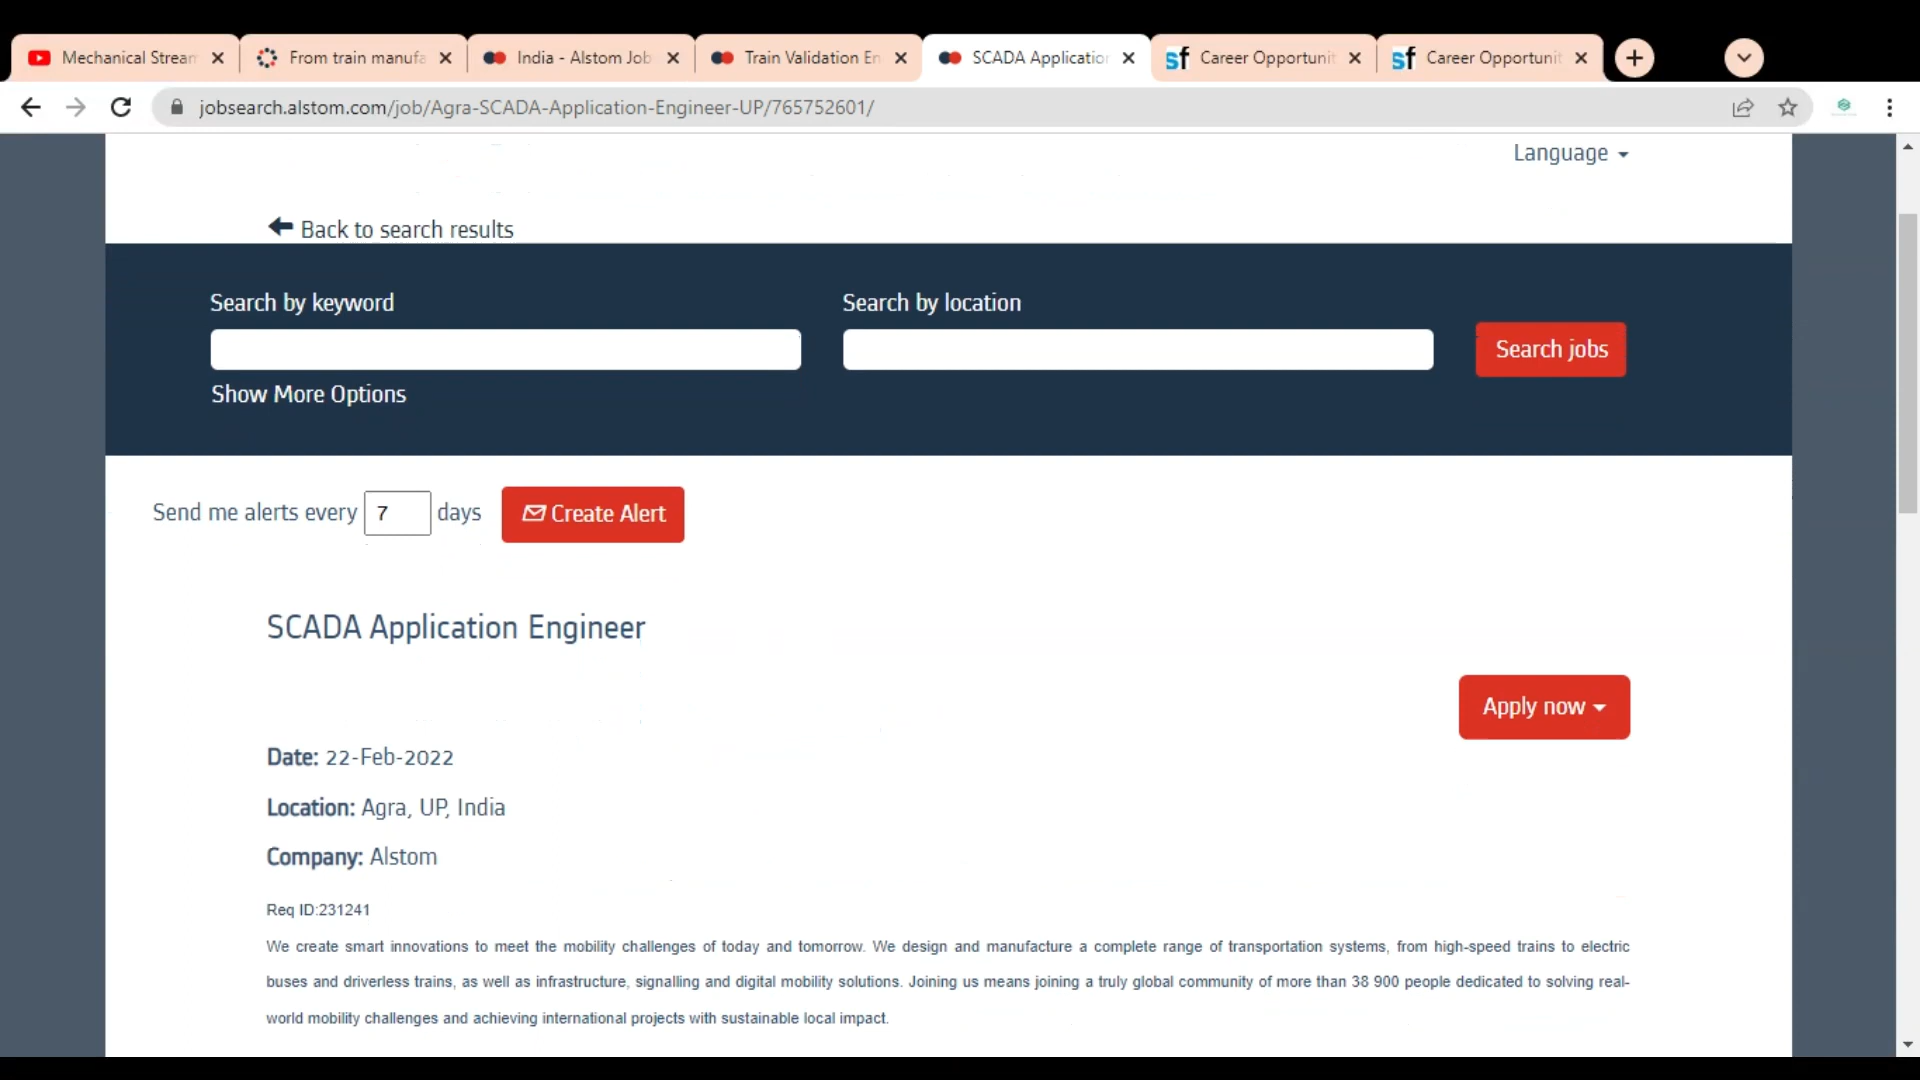 Mechanical Stream
From train manufa
India - Alstom Job
Train Validation En
SCADA Application
Career Opportunit
Career Opportunit
jobsearch.alstom.com/job/Agra-SCADA-Application-Engineer-UP/765752601/
Language
Back to search results
Search by keyword
Search by location
Search jobs
Show More Options
Send me alerts every 7 days
Create Alert
SCADA Application Engineer
Apply now
Date: 22-Feb-2022
Location: Agra, UP, India
Company: Alstom
Req ID:231241
We create smart innovations to meet the mobility challenges of today and tomorrow. We design and manufacture a complete range of transportation systems, from high-speed trains to electric
buses and driverless trains, as well as infrastructure, signalling and digital mobility solutions. Joining us means joining a truly global community of more than 38 900 people dedicated to solving real-
world mobility challenges and achieving international projects with sustainable local impact.